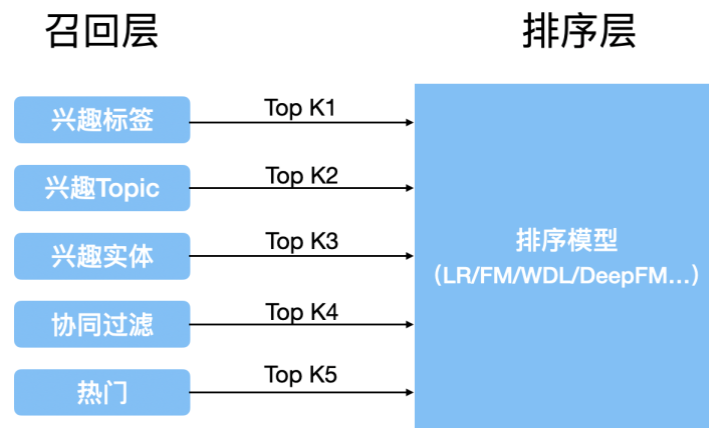 召回层
排序层
兴趣标签
Top K1
兴趣Topic
Top K2
兴趣实体
Top K3
协同过滤
Top K4
热门
Top K5
排序模型
（LR/FM/WDL/DeepFM...）